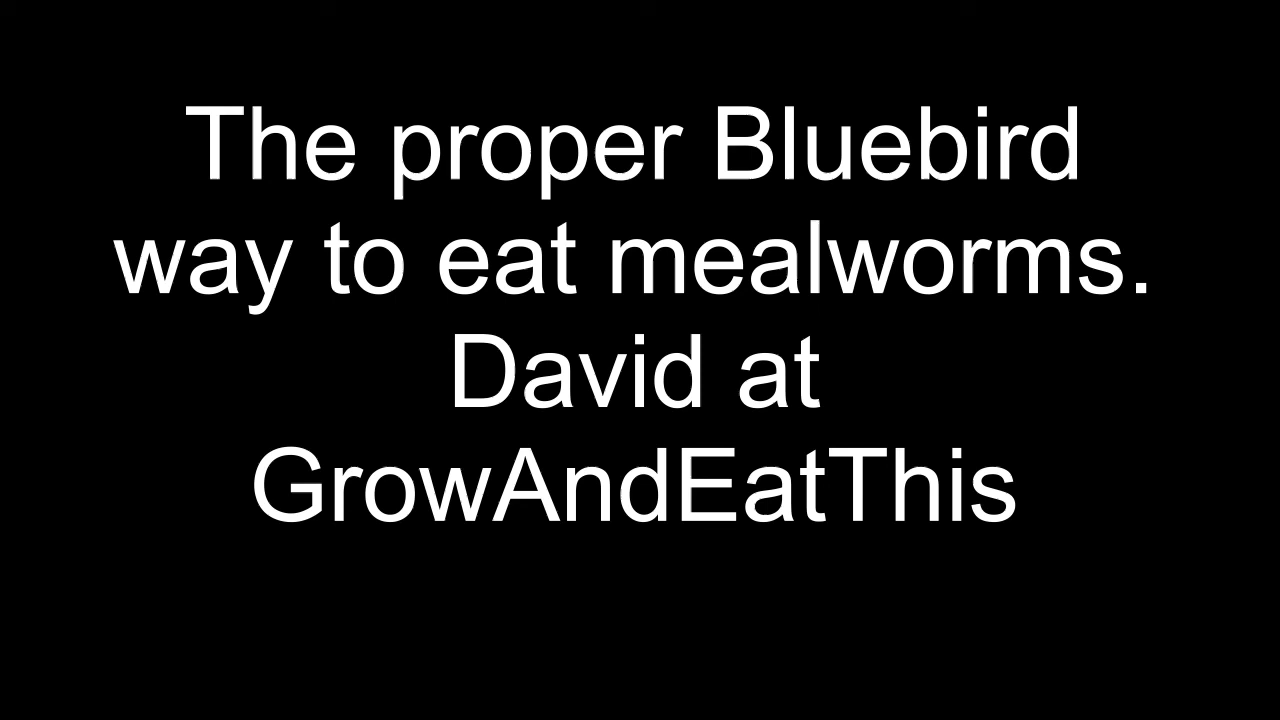 The proper Bluebird
way to eat mealworms.
David at
GrowAndEatThis